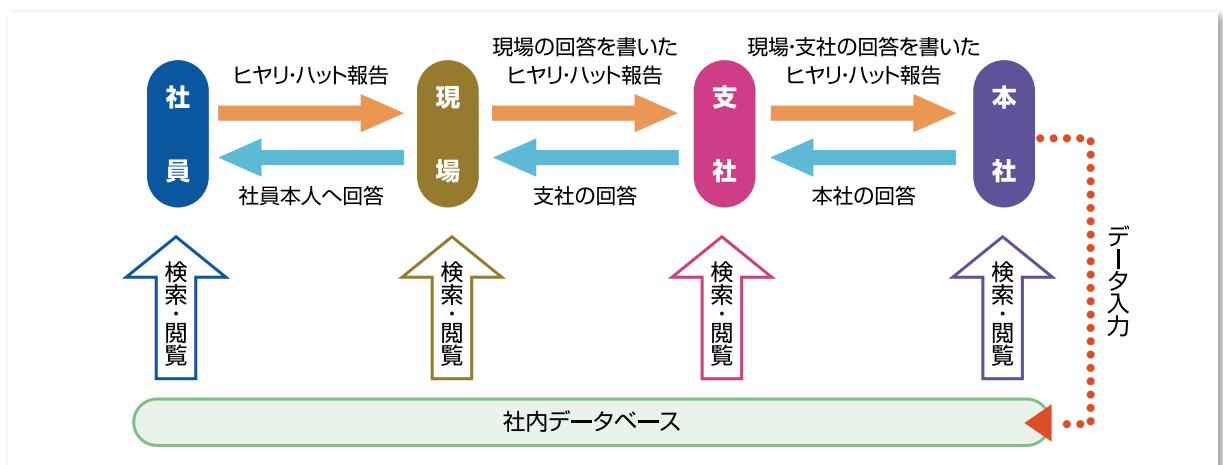 社員
ヒヤリ・ハット報告
社員本人へ回答
現場
現場の回答を書いた
ヒヤリ・ハット報告
支社の回答
支社
現場・支社の回答を書いた
ヒヤリ・ハット報告
本社の回答
本社
データ入力
検索・閲覧
検索・閲覧
検索・閲覧
検索・閲覧
社内データベース